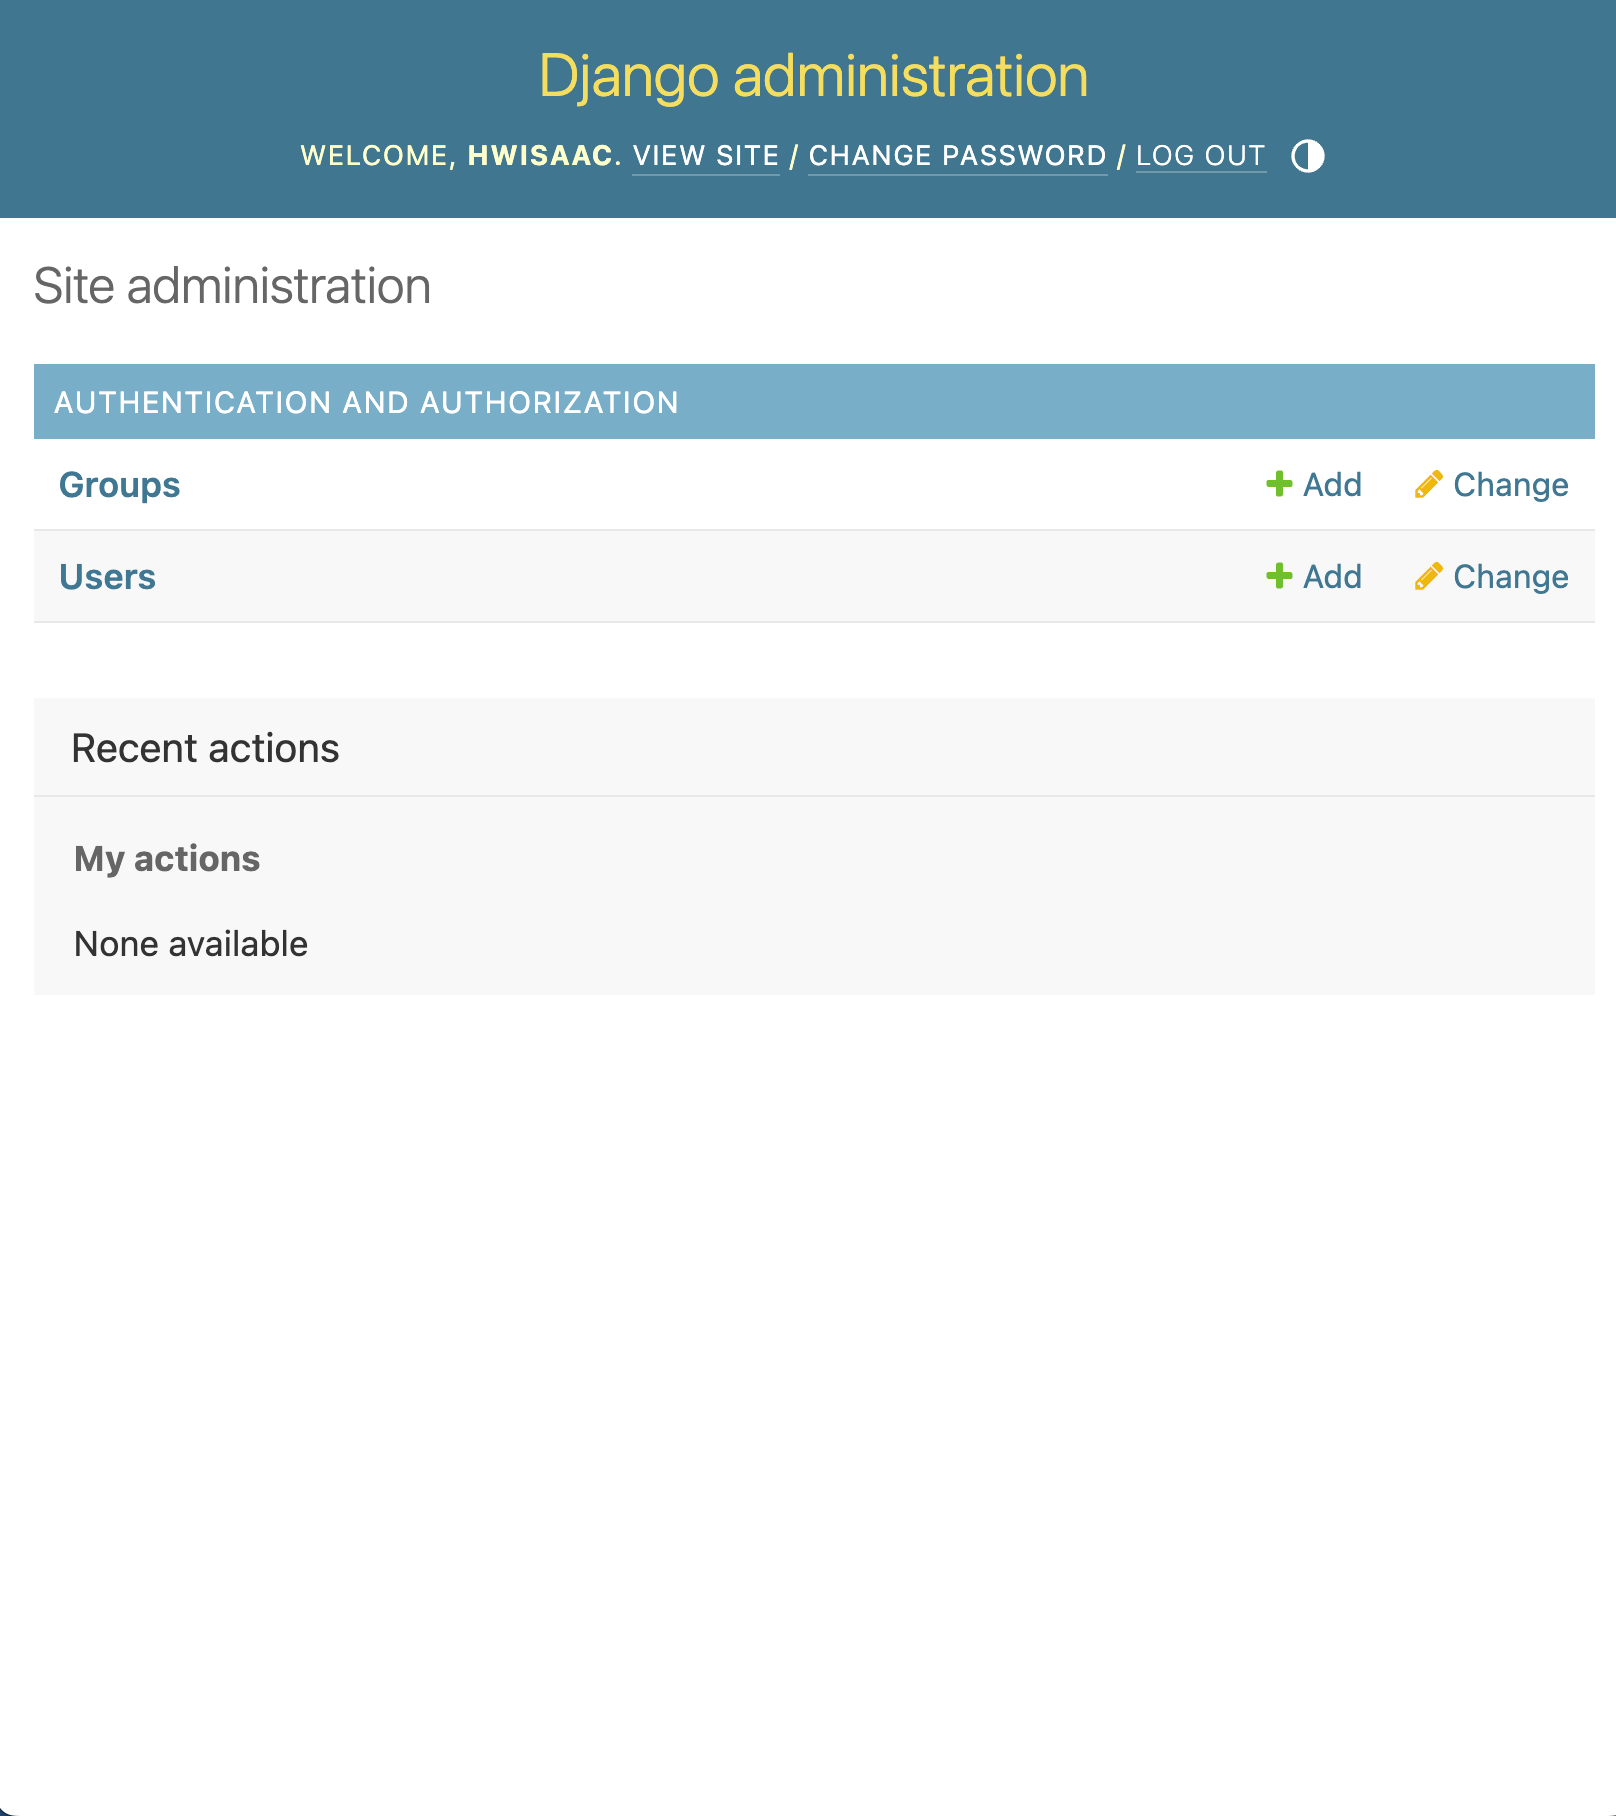 Django administration
WELCOME, HWISAAC. VIEW SITE / CHANGE PASSWORD / LOG OUT
Site administration
AUTHENTICATION AND AUTHORIZATION
Groups Add Change
Users Add Change
Recent actions
My actions
None available